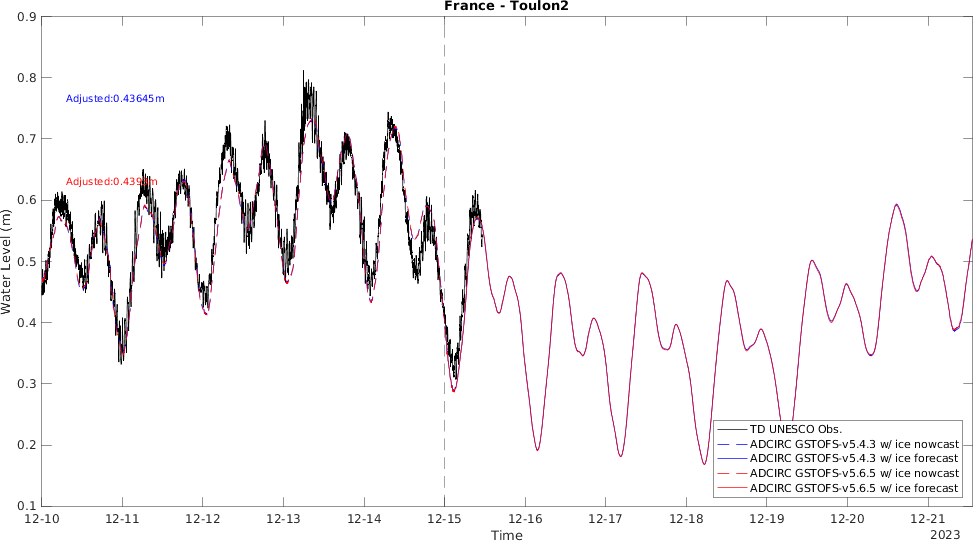 France - Toulon2
0.9
0.8
0.7
0.6
0.5
0.4
0.3
0.2
0.1
Water Level (m)
Adjusted:0.43645m
TD UNESCO Obs.
ADCIRC GSTOFS-v5.4.3 w/ ice nowcast
ADCIRC GSTOFS-v5.4.3 w/ ice forecast
ADCIRC GSTOFS-v5.6.5 w/ ice nowcast
ADCIRC GSTOFS-v5.6.5 w/ ice forecast
12-10 12-11 12-12 12-13 12-14 12-15 12-16 12-17 12-18 12-19 12-20 12-21
Time
2023